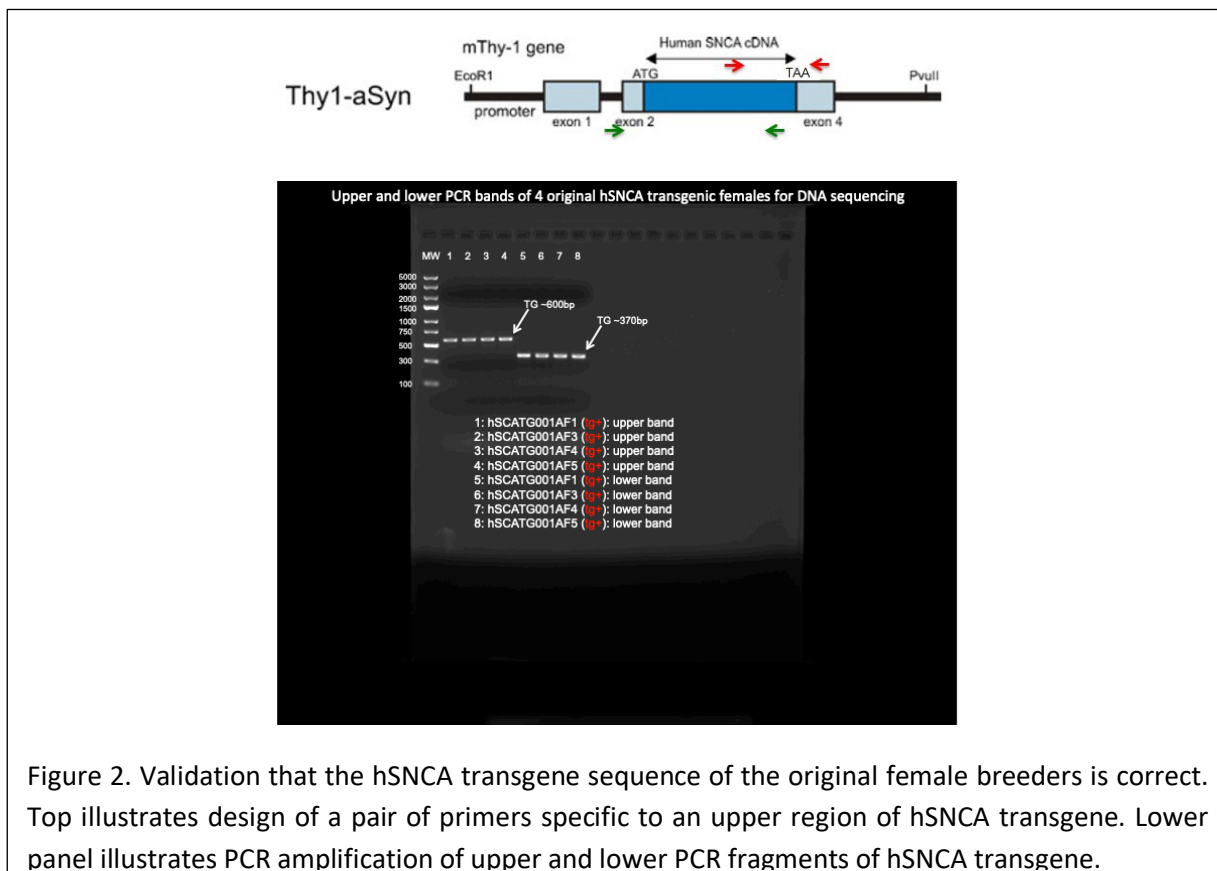 mThy-1 gene
Human SNCA cDNA
EcoR1
ATG
TAA
PvuII
Thy1-aSyn
promoter
exon 1
exon 2
exon 4
Upper and lower PCR bands of 4 original hSNCA transgenic females for DNA sequencing
MW 1 2 3 4 5 6 7 8
5000
3000
2000
1500
1000
750
500
300
100
TG ~600bp
TG ~370bp
1: hSCATG001AF1 (tg+): upper band
2: hSCATG001AF3 (tg+): upper band
3: hSCATG001AF4 (tg+): upper band
4: hSCATG001AF5 (tg+): upper band
5: hSCATG001AF1 (tg+): lower band
6: hSCATG001AF3 (tg+): lower band
7: hSCATG001AF4 (tg+): lower band
8: hSCATG001AF5 (tg+): lower band
Figure 2. Validation that the hSNCA transgene sequence of the original female breeders is correct.
Top illustrates design of a pair of primers specific to an upper region of hSNCA transgene. Lower
panel illustrates PCR amplification of upper and lower PCR fragments of hSNCA transgene.